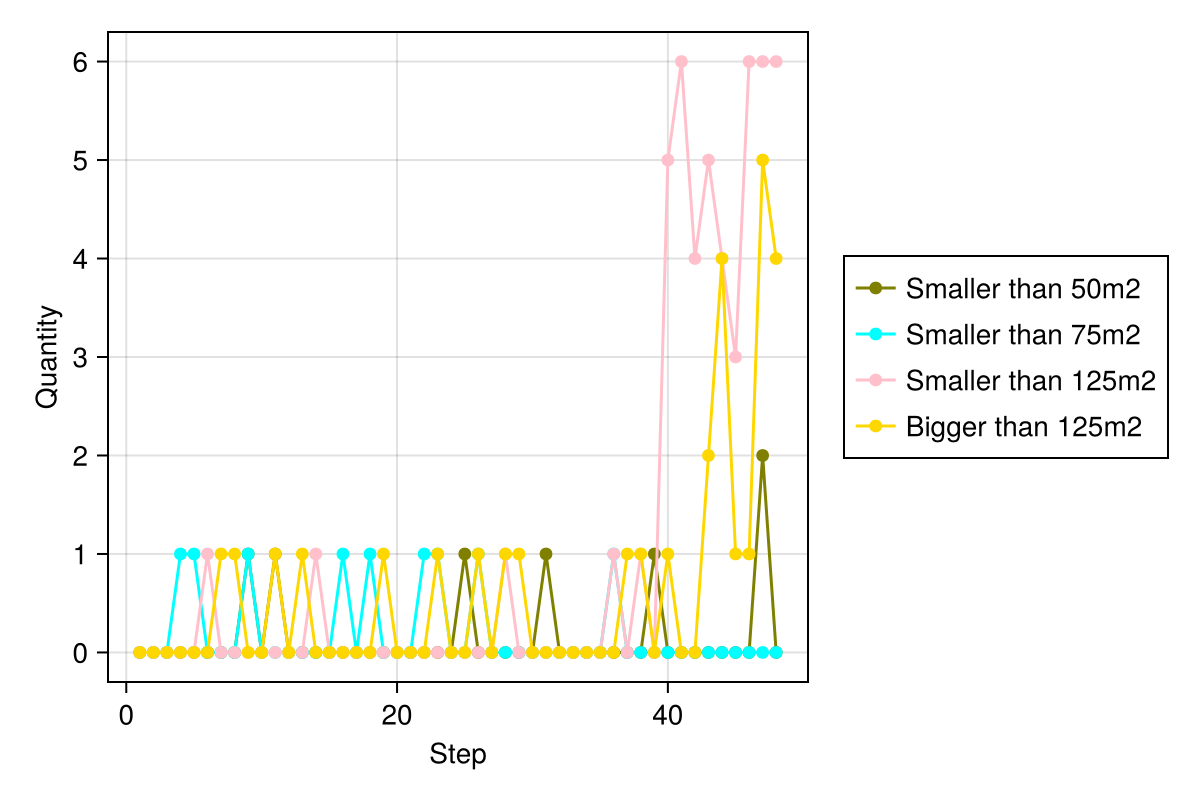 6
5
4
3
2
1
0
Quantity
0 20 40
Step
Smaller than 50m2
Smaller than 75m2
Smaller than 125m2
Bigger than 125m2